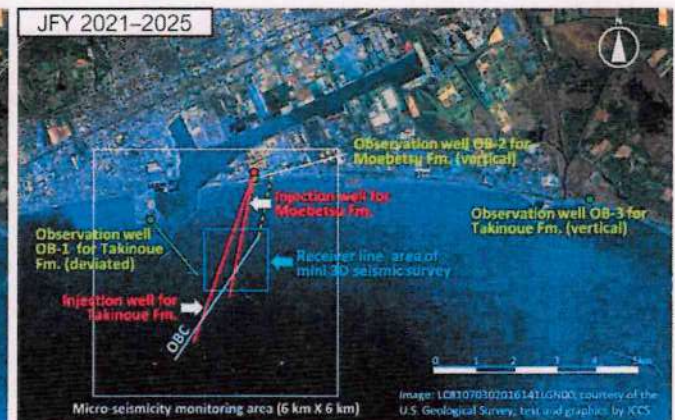 JFY 2021–2025
N
Observation well OB-2 for
Moebetsu Fm. (vertical)
Injection well for
Moebetsu Fm.
Observation well OB-3 for
Takinoue Fm. (vertical)
Observation well
OB-1 for Takinoue
Fm. (deviated)
Receiver line area of
mini 3D seismic survey
Injection well for
Takinoue Fm.
OBC
0 1 2 3 4 5km
Micro-seismicity monitoring area (6 km X 6 km)
Image: LC81070302016141LGN00, courtesy of the
U.S. Geological Survey, text and graphics by JCCS